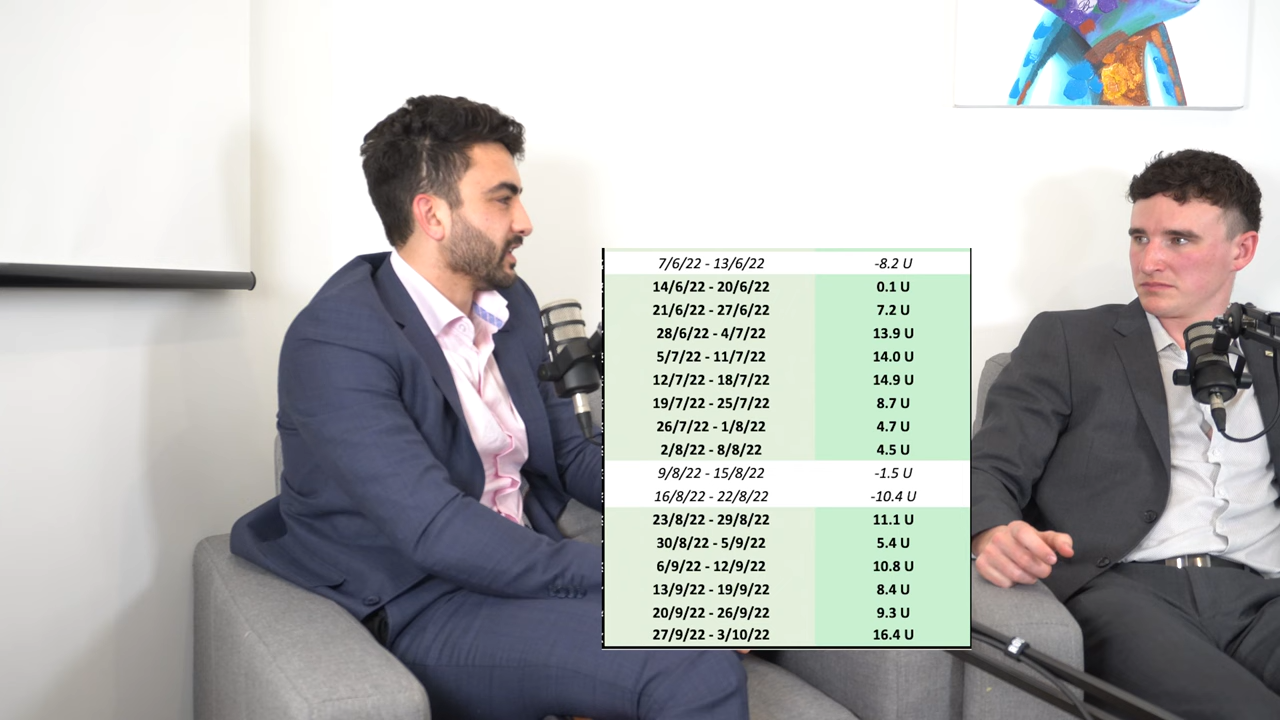 7/6/22 - 13/6/22 -8.2 U
14/6/22 - 20/6/22 0.1 U
21/6/22 - 27/6/22 7.2 U
28/6/22 - 4/7/22 13.9 U
5/7/22 - 11/7/22 14.0 U
12/7/22 - 18/7/22 14.9 U
19/7/22 - 25/7/22 8.7 U
26/7/22 - 1/8/22 4.7 U
2/8/22 - 8/8/22 4.5 U
9/8/22 - 15/8/22 -1.5 U
16/8/22 - 22/8/22 -10.4 U
23/8/22 - 29/8/22 11.1 U
30/8/22 - 5/9/22 5.4 U
6/9/22 - 12/9/22 10.8 U
13/9/22 - 19/9/22 8.4 U
20/9/22 - 26/9/22 9.3 U
27/9/22 - 3/10/22 16.4 U